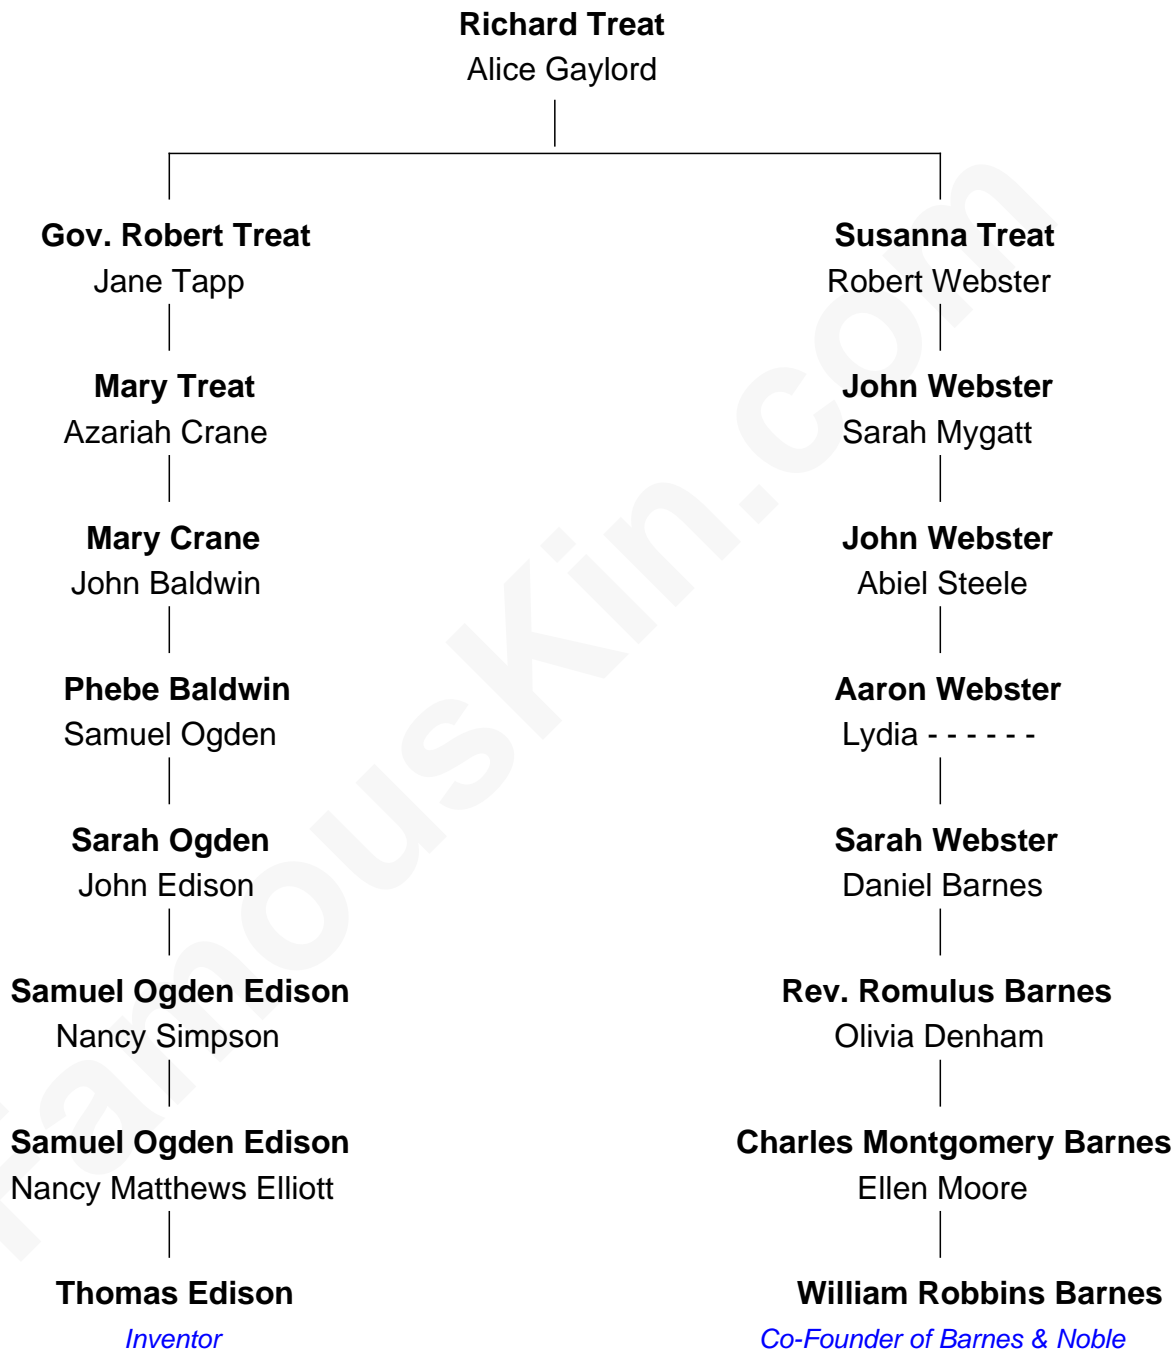 Richard Treat
Alice Gaylord
Gov. Robert Treat
Jane Tapp
Susanna Treat
Robert Webster
Mary Treat
Azariah Crane
John Webster
Sarah Mygatt
Mary Crane
John Baldwin
John Webster
Abiel Steele
Phebe Baldwin
Samuel Ogden
Aaron Webster
Lydia - - - - - -
Sarah Ogden
John Edison
Sarah Webster
Daniel Barnes
Samuel Ogden Edison
Nancy Simpson
Rev. Romulus Barnes
Olivia Denham
Samuel Ogden Edison
Nancy Matthews Elliott
Charles Montgomery Barnes
Ellen Moore
Thomas Edison
Inventor
William Robbins Barnes
Co-Founder of Barnes & Noble
FamousKin.com